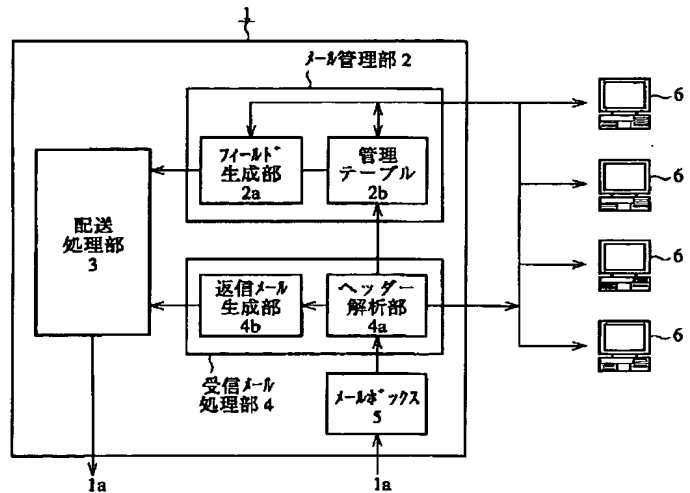 1
メール管理部 2
フィールド
生成部
2a
管理
テーブル
2b
配送
処理部
3
返信メール
生成部
4b
ヘッダー
解析部
4a
受信メール
処理部 4
メールボックス
5
1a
1a
6
6
6
6